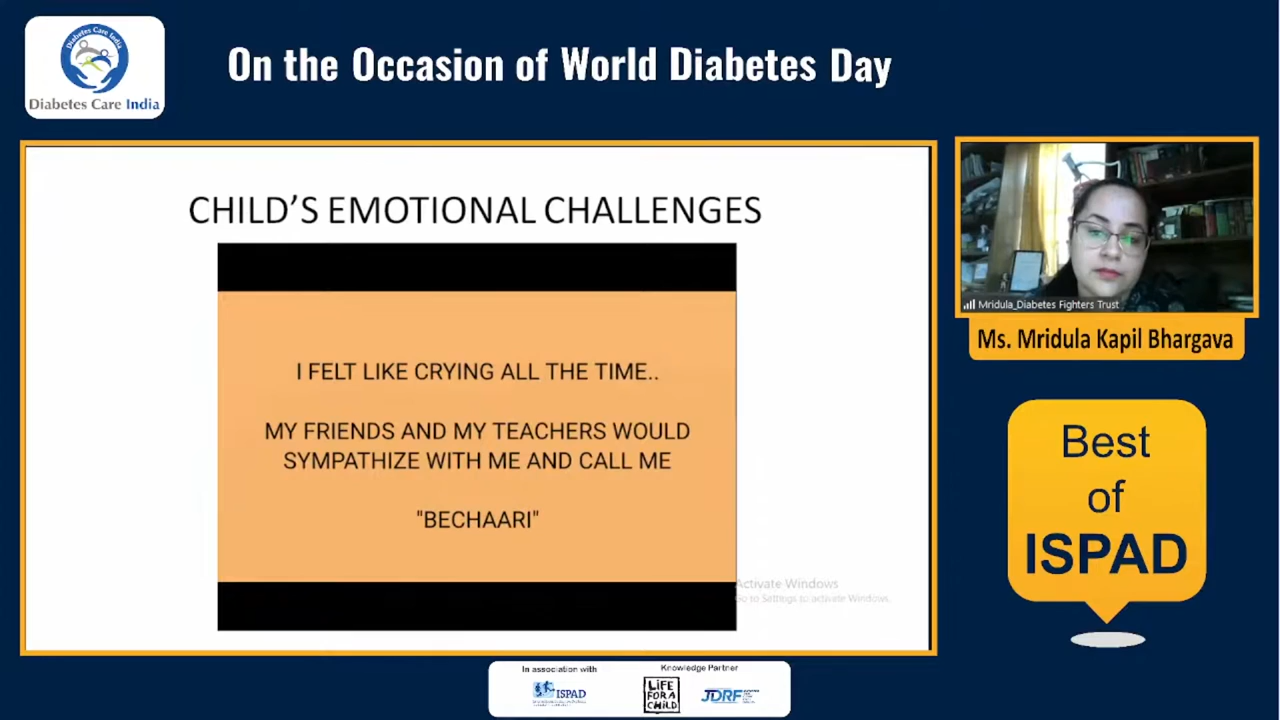 Diabetes Care India
Diabetes Care India
On the Occasion of World Diabetes Day
CHILD'S EMOTIONAL CHALLENGES
I FELT LIKE CRYING ALL THE TIME..
MY FRIENDS AND MY TEACHERS WOULD
SYMPATHIZE WITH ME AND CALL ME
"BECHAARI"
Activate Windows
Go to Settings to activate Windows.
Mridula_Diabetes Fighters Trust
Ms. Mridula Kapil Bhargava
Best
of
ISPAD
In association with
ISPAD
Knowledge Partner
LiFE
FOR A
CHiLD
JDRF